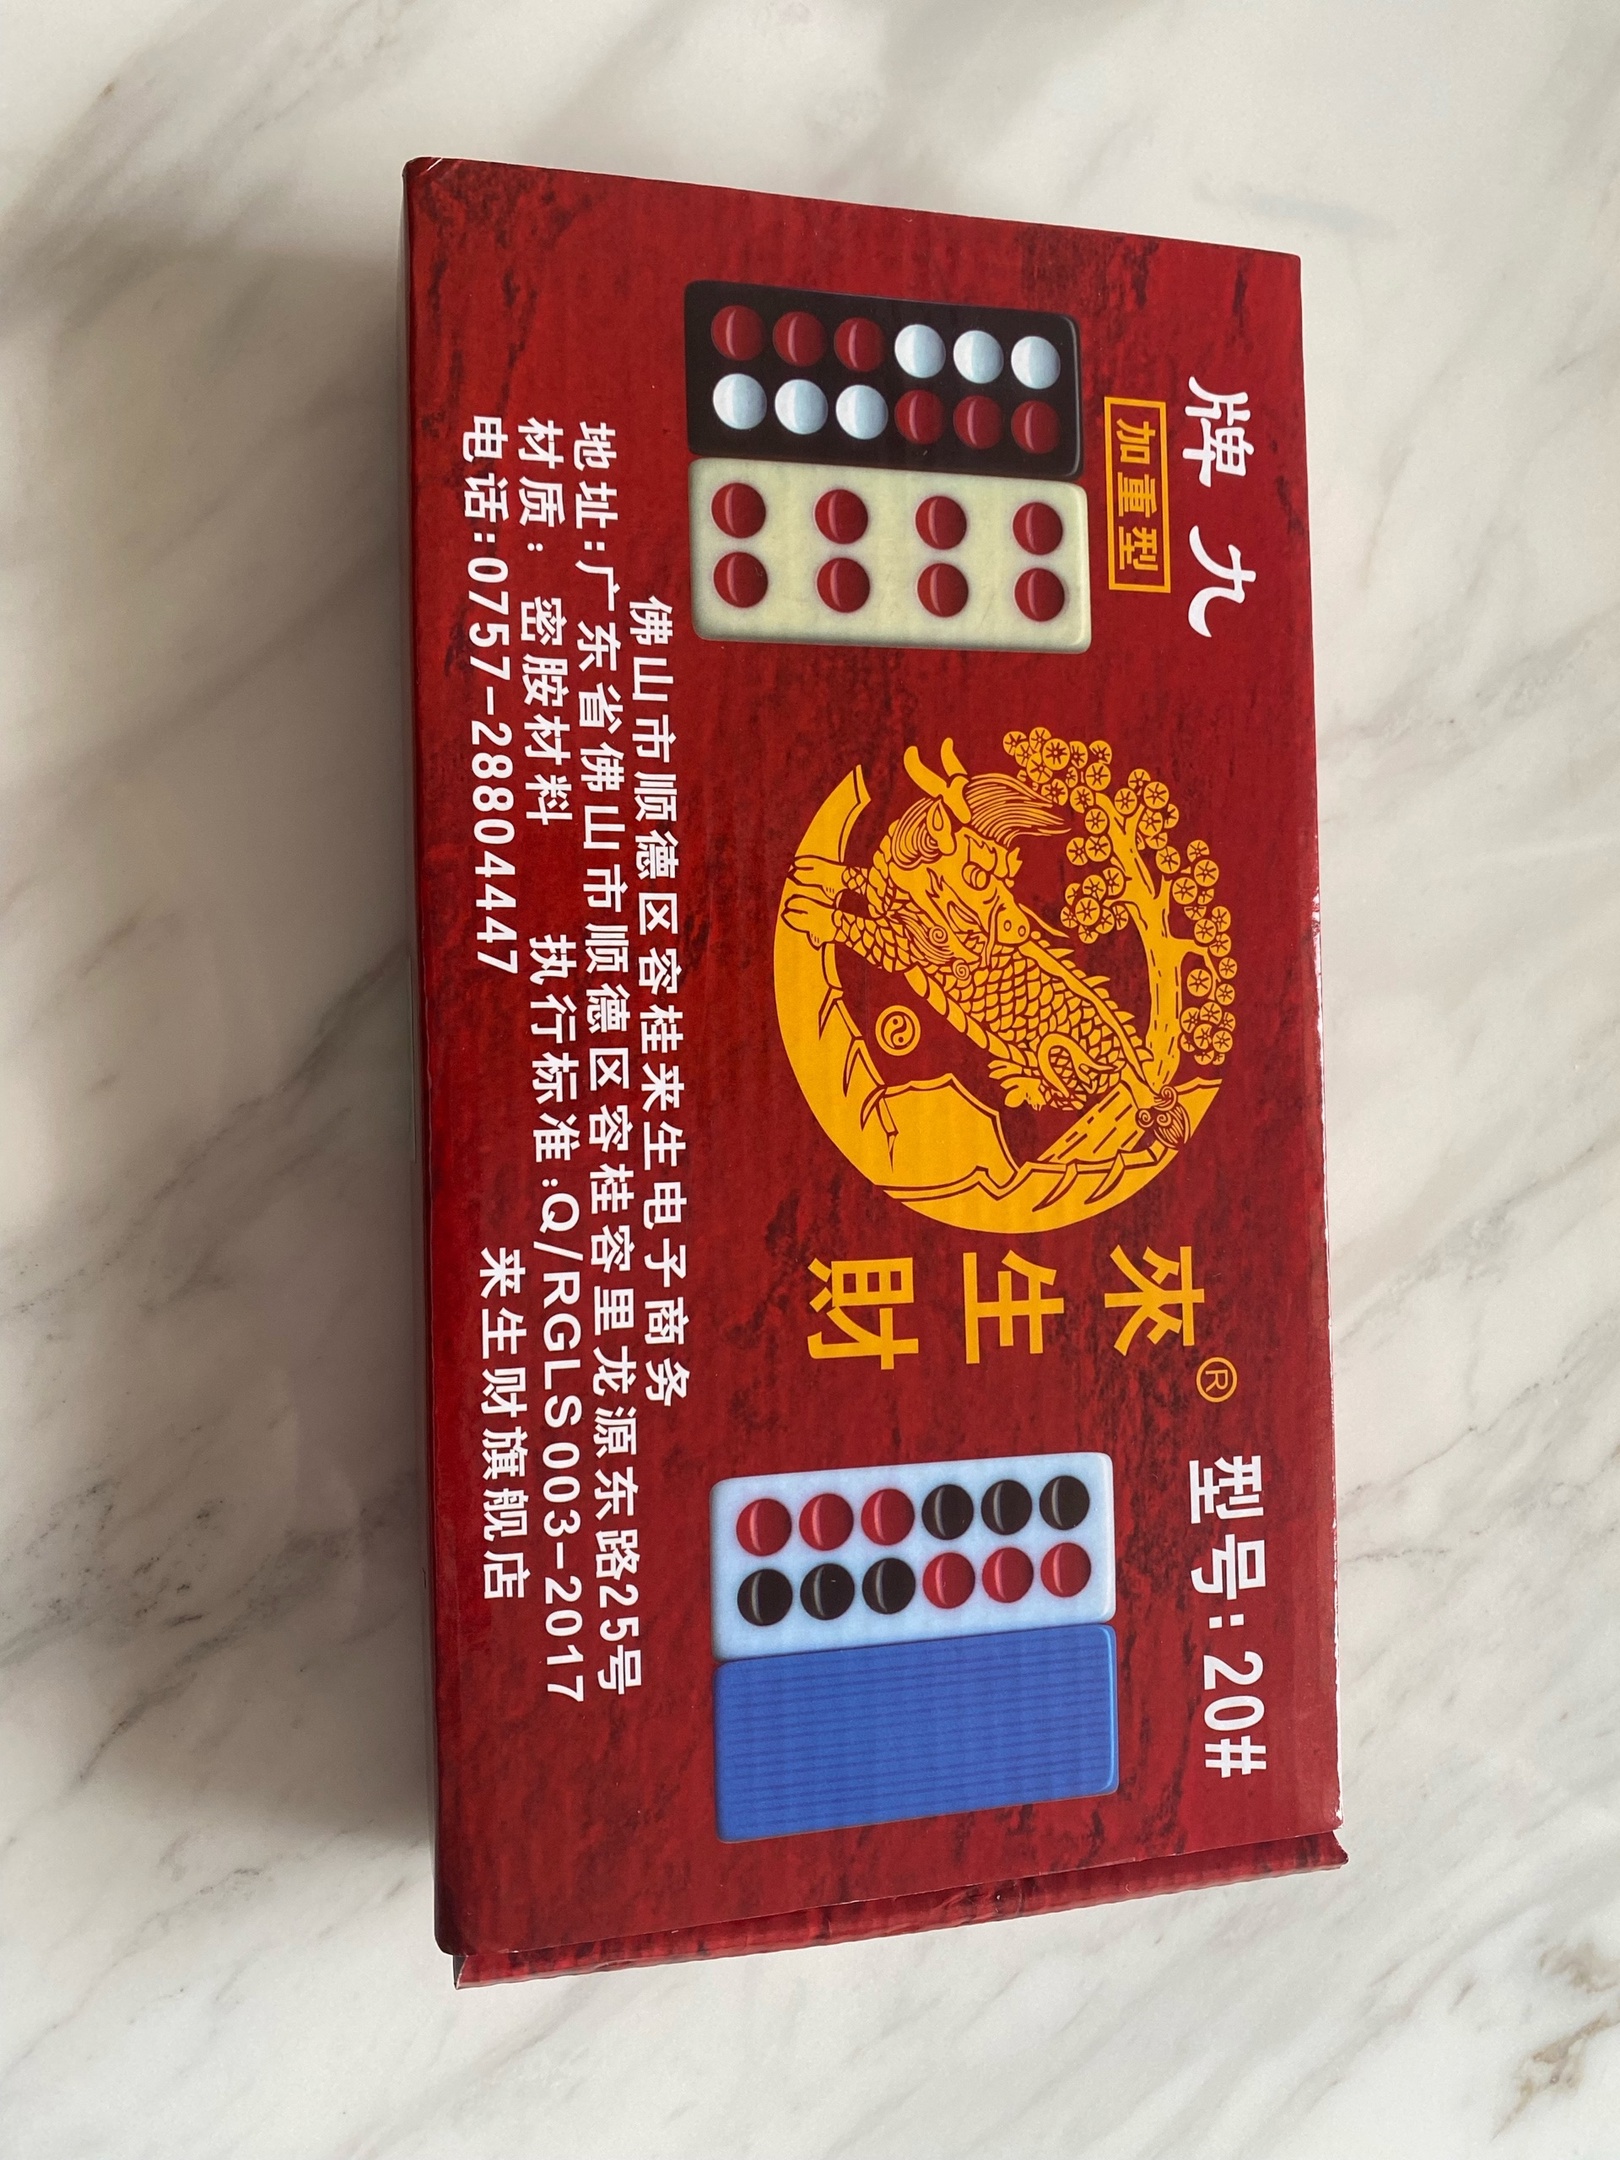 牌九
加重型
來生財®
型号:20#
佛山市顺德区容桂来生电子商务
地址:广东省佛山市顺德区容桂容里龙源东路25号
材质:密胺材料 执行标准:Q/RGLS003-2017
电话:0757-28804447 来生财旗舰店